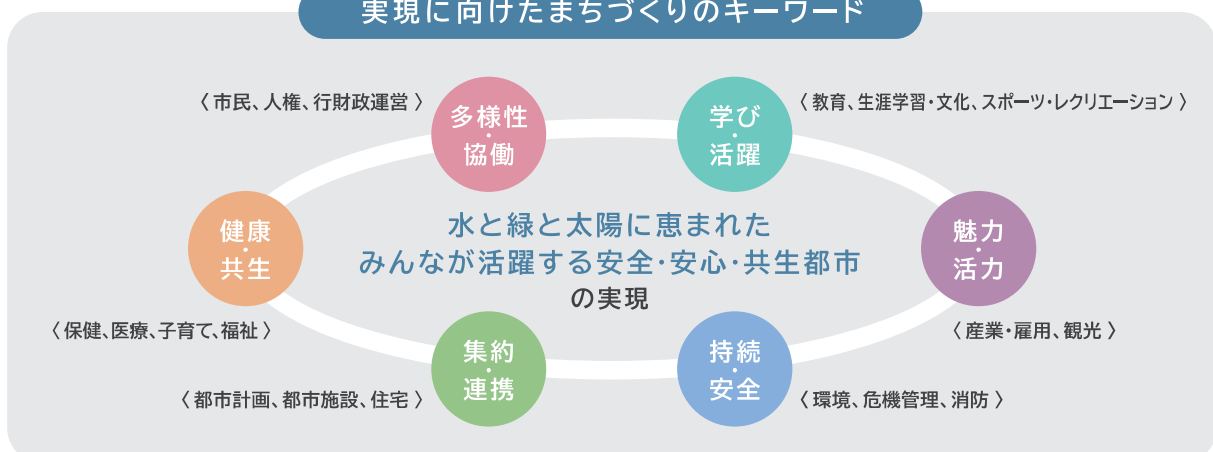 実現に向けたまちづくりのキーワード
〈 市民、人権、行財政運営 〉
多様性
・
協働
学び
・
活躍
〈 教育、生涯学習・文化、スポーツ・レクリエーション 〉
健康
・
共生
水と緑と太陽に恵まれた
みんなが活躍する安全・安心・共生都市
の実現
魅力
・
活力
〈 保健、医療、子育て、福祉 〉
〈 産業・雇用、観光 〉
集約
・
連携
持続
・
安全
〈 都市計画、都市施設、住宅 〉
〈 環境、危機管理、消防 〉